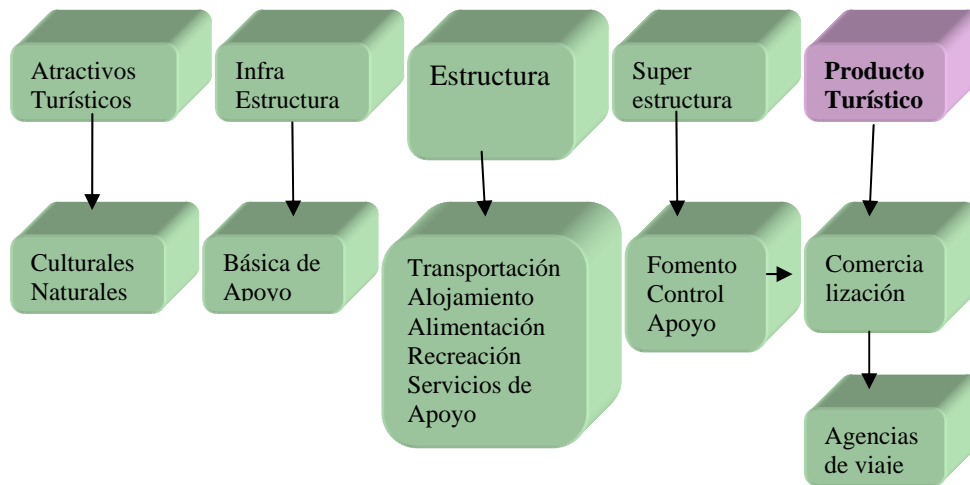 Atractivos
Turísticos
Infra
Estructura
Estructura
Super
estructura
Producto
Turístico
Culturales
Naturales
Básica de
Apoyo
Transportación
Alojamiento
Alimentación
Recreación
Servicios de
Apoyo
Fomento
Control
Apoyo
Comercia
lización
Agencias
de viaje